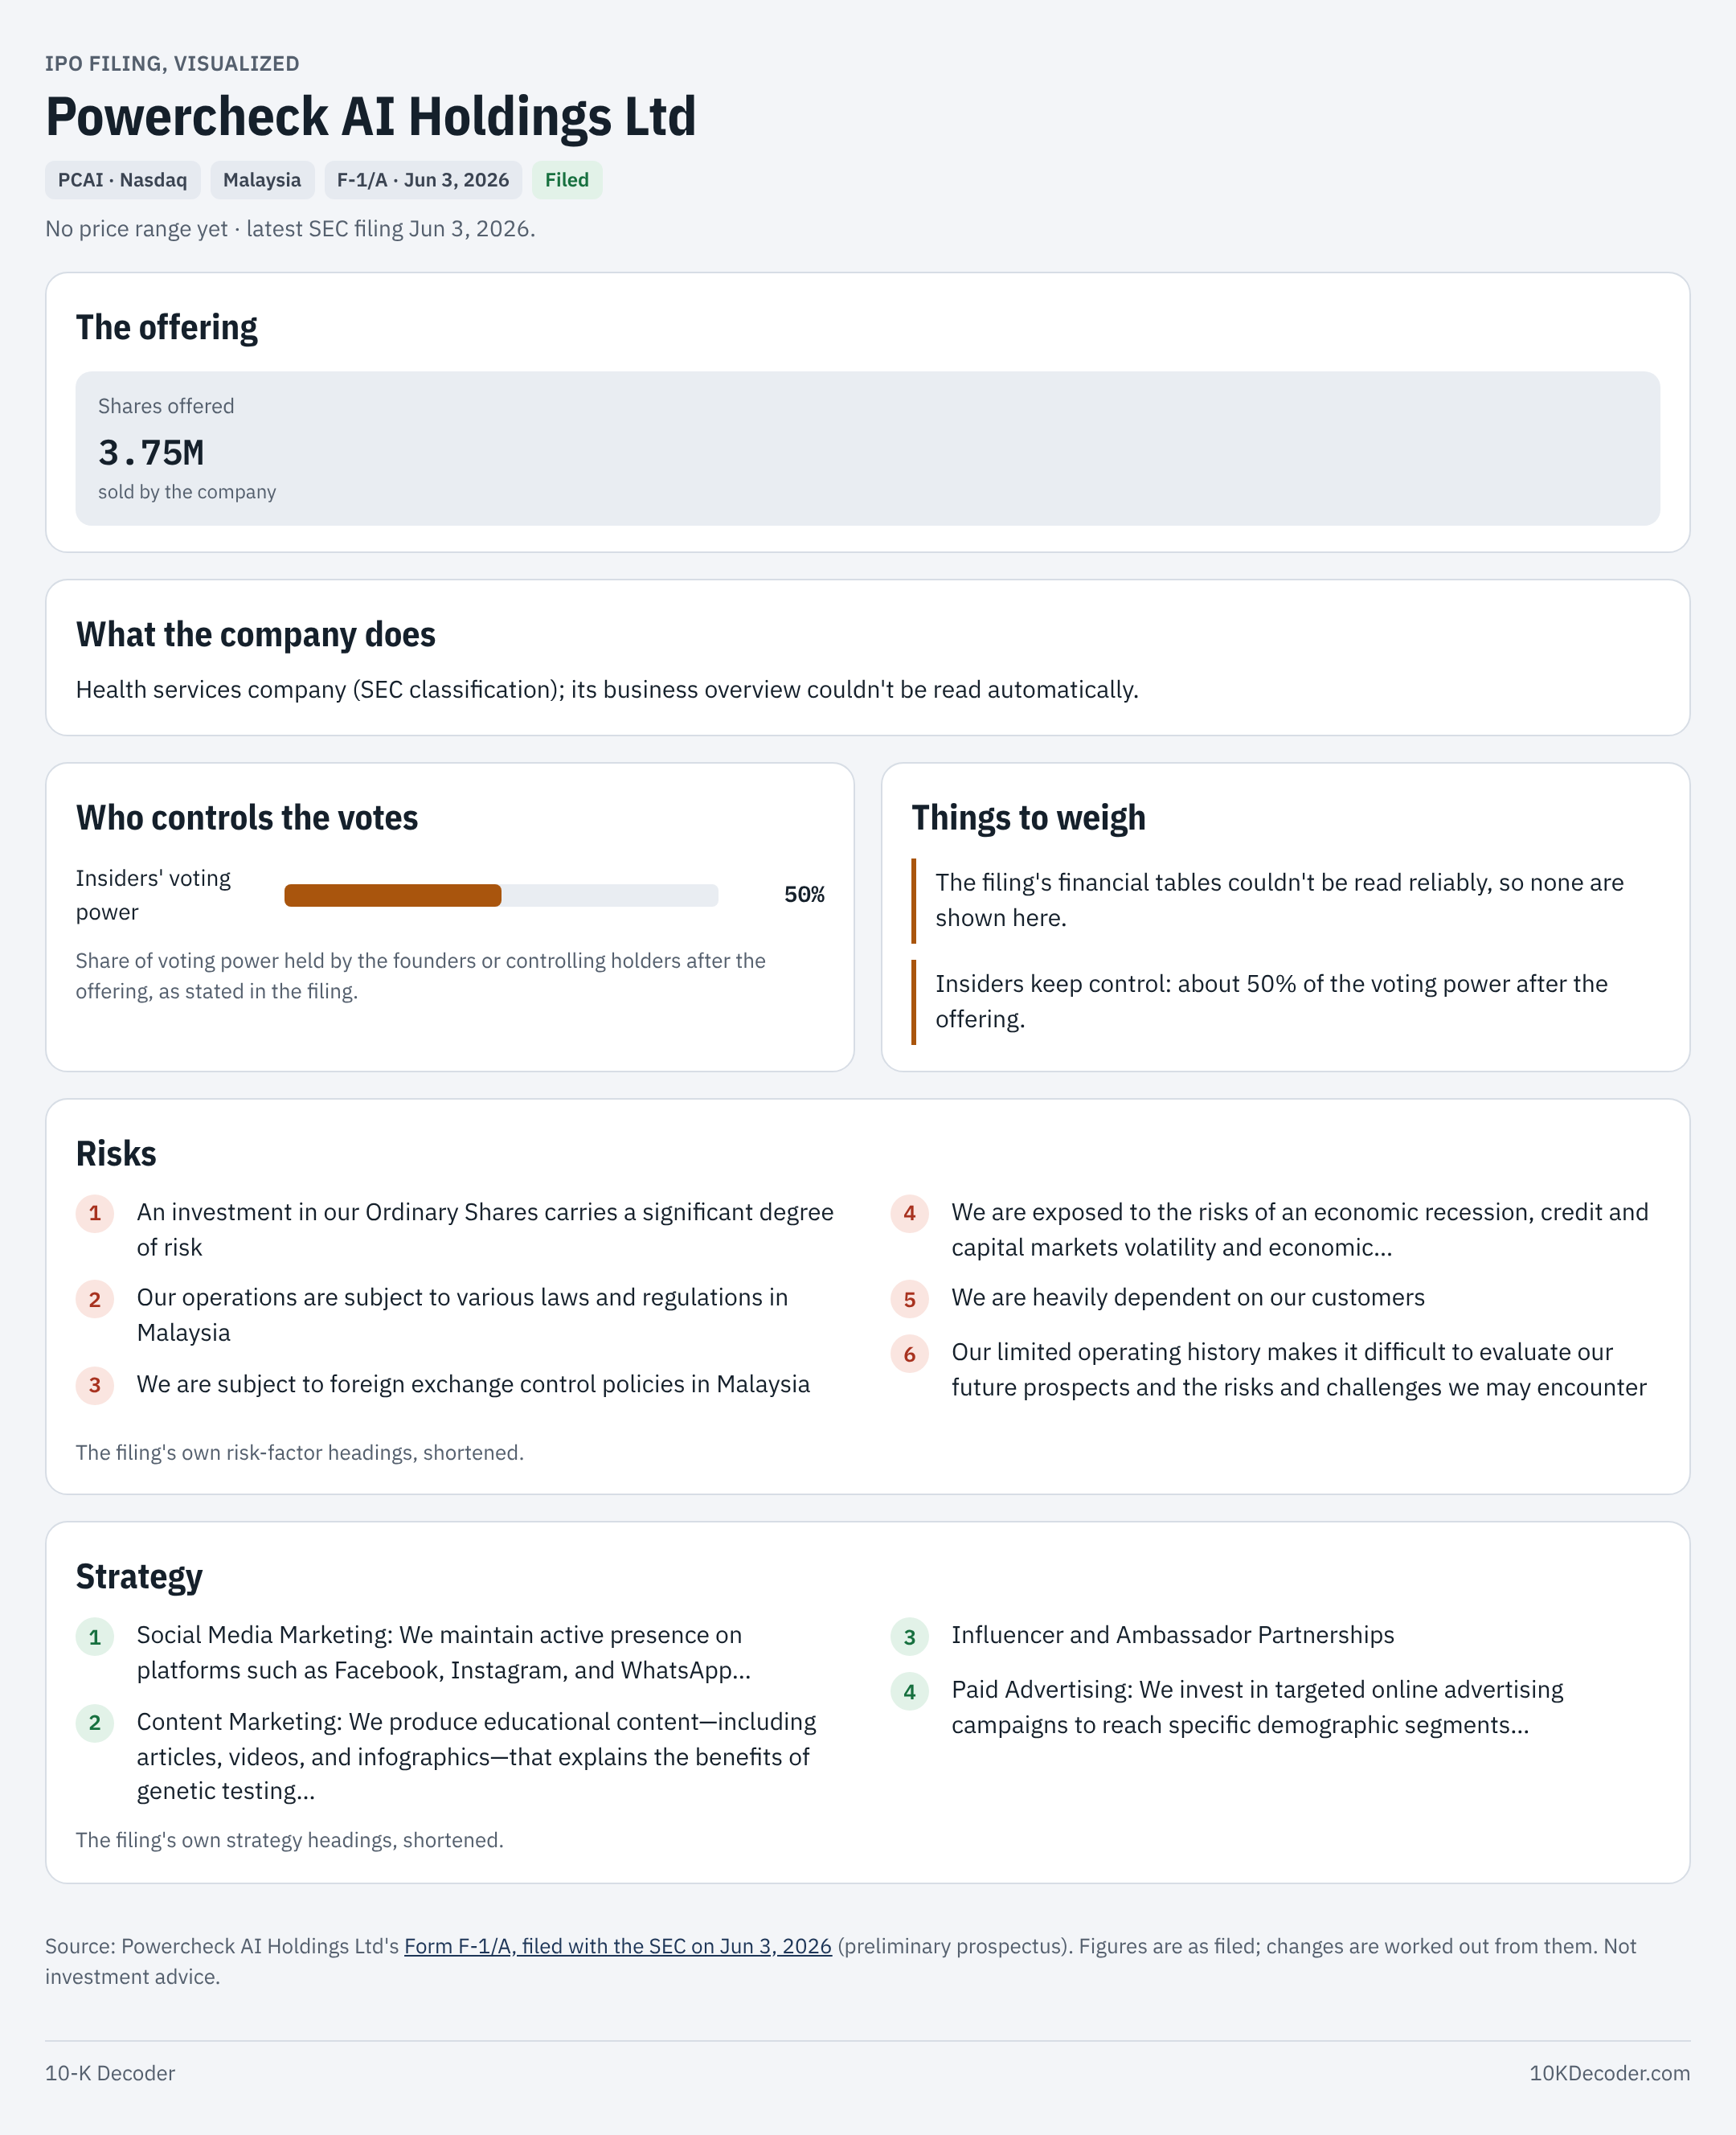 IPO FILING, VISUALIZED
Powercheck AI Holdings Ltd
PCAI · Nasdaq
Malaysia
F-1/A · Jun 3, 2026
Filed
No price range yet · latest SEC filing Jun 3, 2026.
The offering
Shares offered
3.75M
sold by the company
What the company does
Health services company (SEC classification); its business overview couldn't be read automatically.
Who controls the votes
Insiders' voting
power
50%
Share of voting power held by the founders or controlling holders after the
offering, as stated in the filing.
Things to weigh
The filing's financial tables couldn't be read reliably, so none are
shown here.
Insiders keep control: about 50% of the voting power after the
offering.
Risks
1 An investment in our Ordinary Shares carries a significant degree
of risk
2 Our operations are subject to various laws and regulations in
Malaysia
3 We are subject to foreign exchange control policies in Malaysia
4 We are exposed to the risks of an economic recession, credit and
capital markets volatility and economic...
5 We are heavily dependent on our customers
6 Our limited operating history makes it difficult to evaluate our
future prospects and the risks and challenges we may encounter
The filing's own risk-factor headings, shortened.
Strategy
1 Social Media Marketing: We maintain active presence on
platforms such as Facebook, Instagram, and WhatsApp...
2 Content Marketing: We produce educational content—including
articles, videos, and infographics—that explains the benefits of
genetic testing...
3 Influencer and Ambassador Partnerships
4 Paid Advertising: We invest in targeted online advertising
campaigns to reach specific demographic segments...
The filing's own strategy headings, shortened.
Source: Powercheck AI Holdings Ltd's Form F-1/A, filed with the SEC on Jun 3, 2026 (preliminary prospectus). Figures are as filed; changes are worked out from them. Not
investment advice.
10-K Decoder
10KDecoder.com